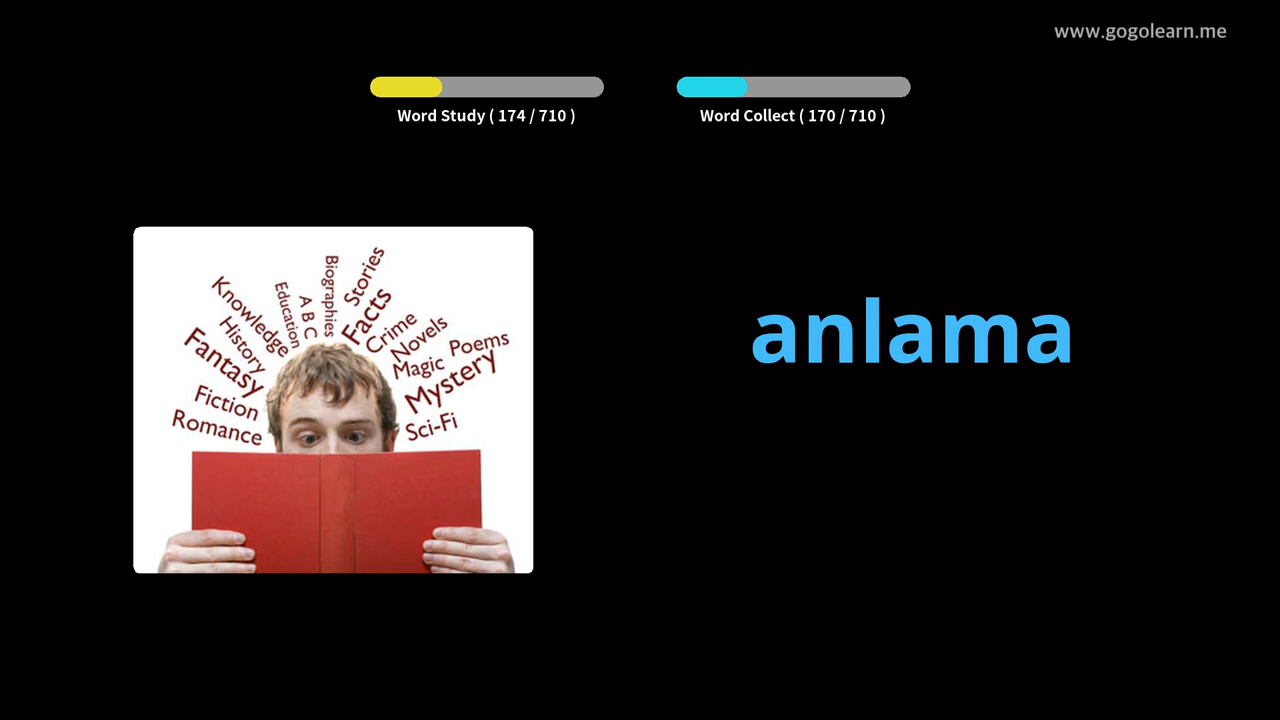 www.gogolearn.me
Word Study ( 174 / 710 )
Word Collect ( 170 / 710 )
Biographies
Stories
Education
A B C
Facts
Knowledge
Crime
History
Novels
Poems
Fantasy
Magic
Mystery
Fiction
Romance
Sci-Fi
anlama